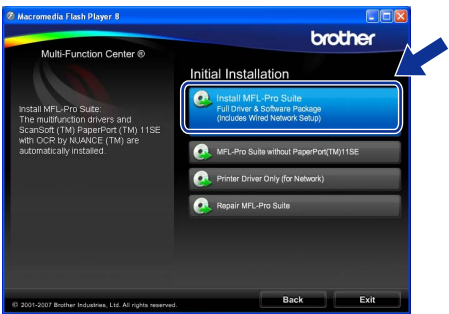 Macromedia Flash Player 8
brother
Multi-Function Center ®
Initial Installation
Install MFL-Pro Suite:
The multifunction drivers and
ScanSoft (TM) PaperPort (TM) 11SE
with OCR by NUANCE (TM) are
automatically installed.
Install MFL-Pro Suite
Full Driver & Software Package
(Includes Wired Network Setup)
MFL-Pro Suite without PaperPort(TM)11SE
Printer Driver Only (for Network)
Repair MFL-Pro Suite
© 2001-2007 Brother Industries, Ltd. All rights reserved.
Back
Exit